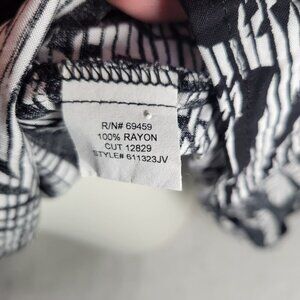 R/N# 69459
100% RAYON
CUT 12829
STYLE# 611323JV